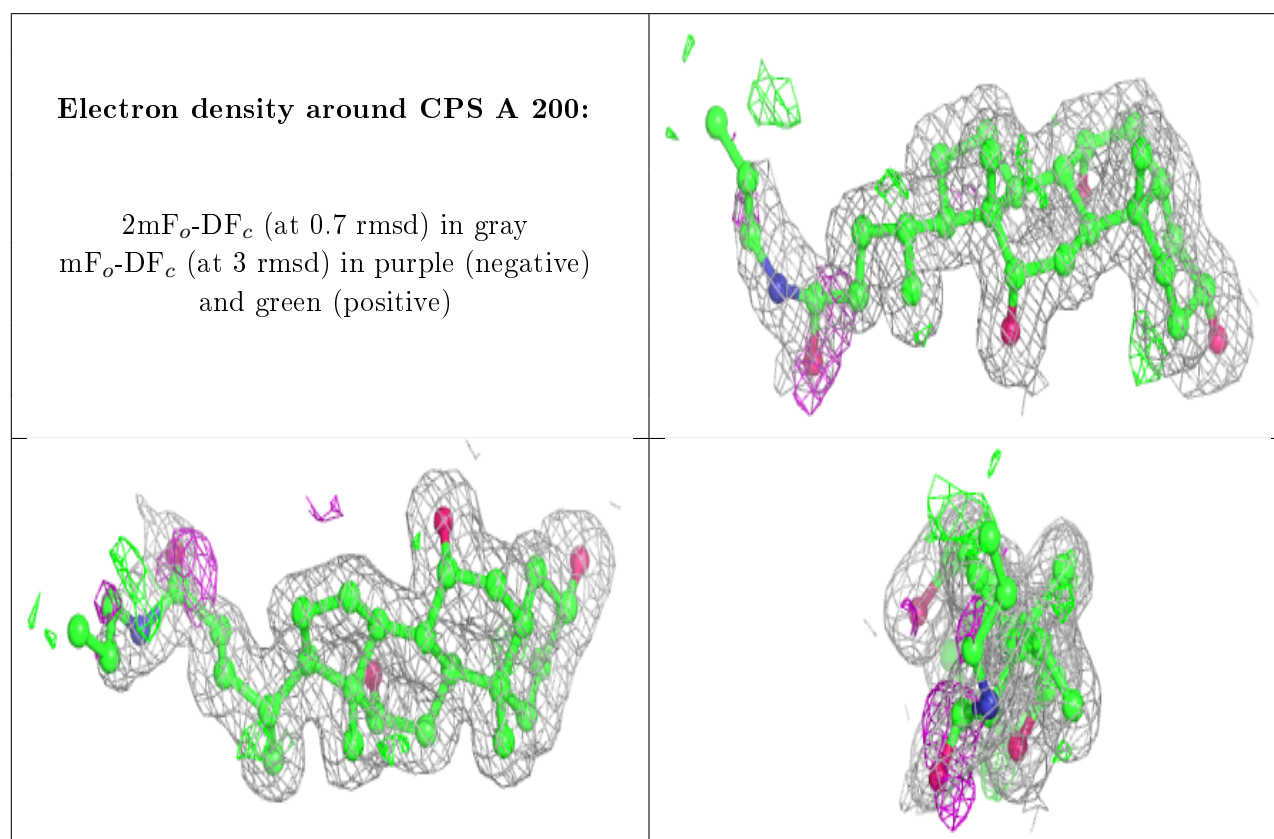 Electron density around CPS A 200:
2mFₒ-DF𝒸 (at 0.7 rmsd) in gray
mFₒ-DF𝒸 (at 3 rmsd) in purple (negative)
and green (positive)